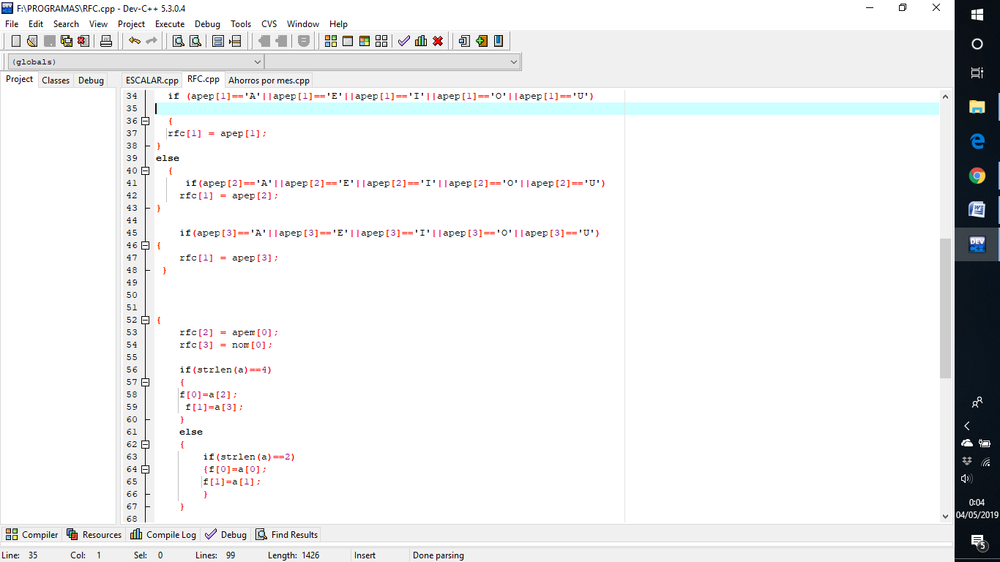 F:\PROGRAMAS\RFC.cpp - Dev-C++ 5.3.0.4
File Edit Search View Project Execute Debug Tools CVS Window Help
(globals)
Project Classes Debug
ESCALAR.cpp RFC.cpp Ahorros por mes.cpp
34 if (apep[1]=='A'||apep[1]=='E'||apep[1]=='I'||apep[1]=='O'||apep[1]=='U')
35
36 {
37 rfc[1] = apep[1];
38 }
39 else
40 {
41 if(apep[2]=='A'||apep[2]=='E'||apep[2]=='I'||apep[2]=='O'||apep[2]=='U')
42 rfc[1] = apep[2];
43 }
44
45 if(apep[3]=='A'||apep[3]=='E'||apep[3]=='I'||apep[3]=='O'||apep[3]=='U')
46 {
47 rfc[1] = apep[3];
48 }
49
50
51
52 {
53 rfc[2] = apem[0];
54 rfc[3] = nom[0];
55
56 if(strlen(a)==4)
57 {
58 f[0]=a[2];
59 f[1]=a[3];
60 }
61 else
62 {
63 if(strlen(a)==2)
64 {f[0]=a[0];
65 f[1]=a[1];
66 }
67 }
68
Compiler Resources Compile Log Debug Find Results
Line: 35 Col: 1 Sel: 0 Lines: 99 Length: 1426 Insert Done parsing
DEV
0:04
04/05/2019
5